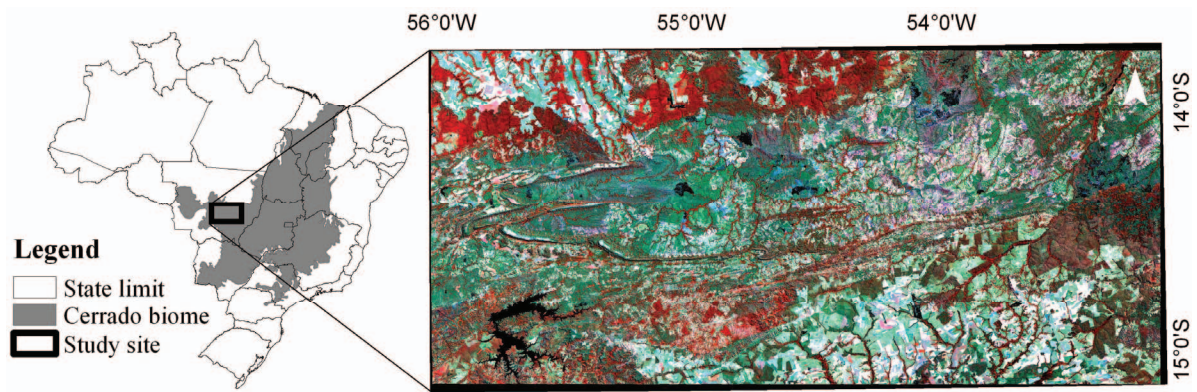 56°0'W 55°0'W 54°0'W
14°0'S
15°0'S
Legend
State limit
Cerrado biome
Study site